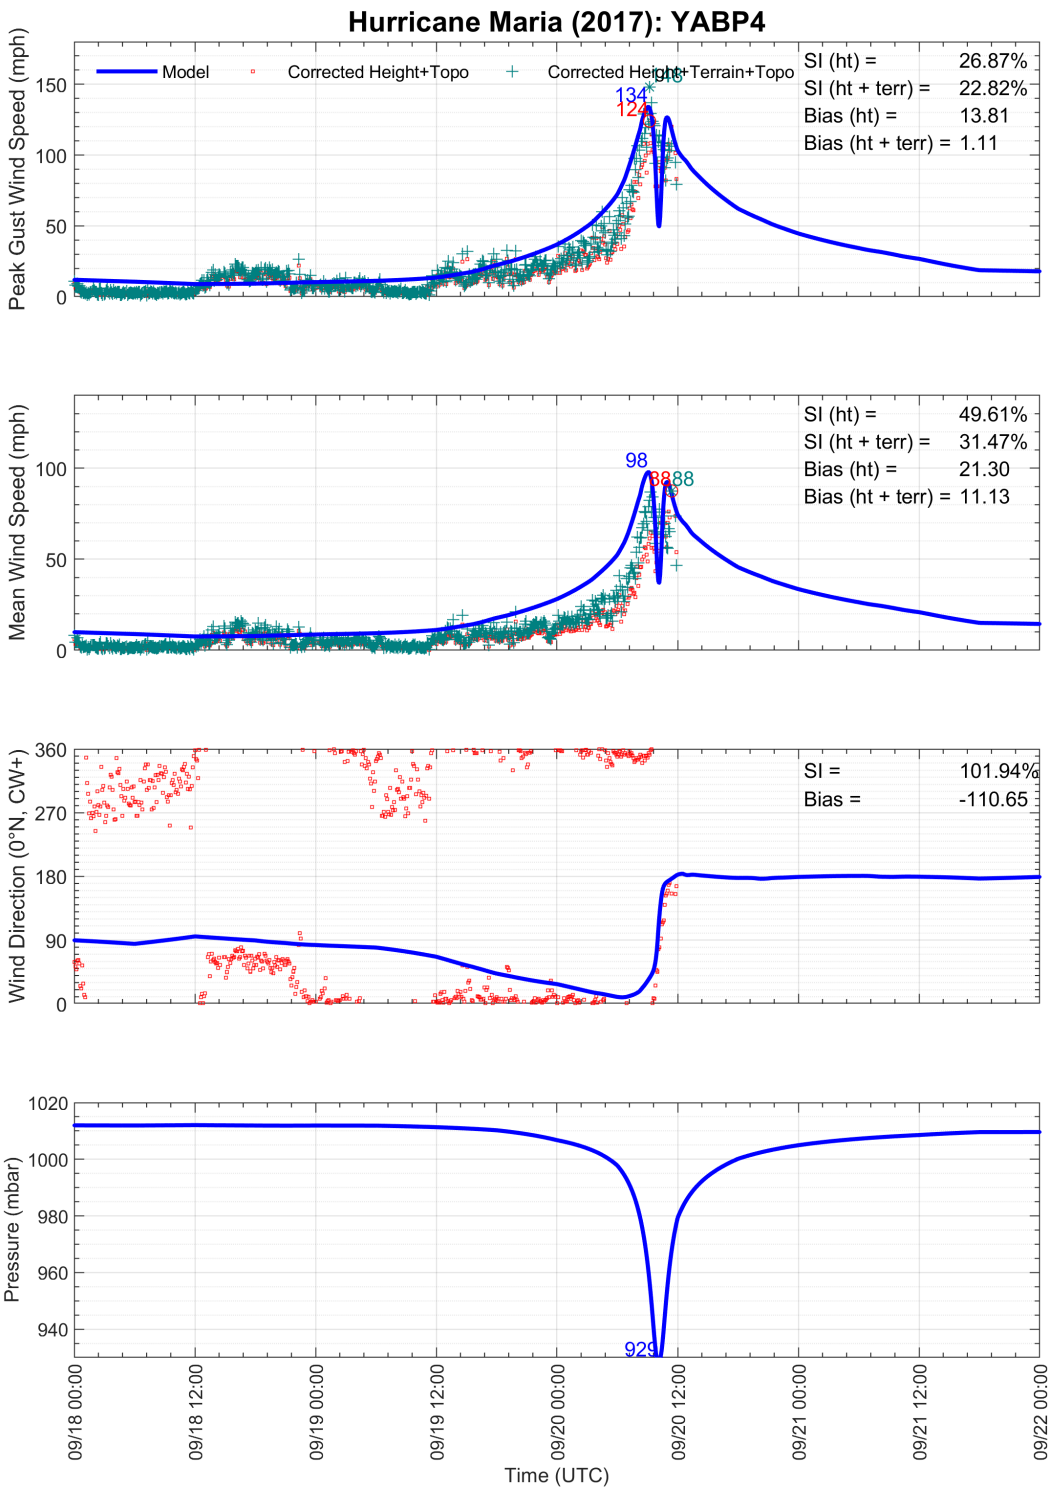 Hurricane Maria (2017): YABP4
Peak Gust Wind Speed (mph)
Model
Corrected Height+Topo
Corrected Height+Terrain+Topo
150
100
50
0
134
124
148
SI (ht) = 26.87%
SI (ht + terr) = 22.82%
Bias (ht) = 13.81
Bias (ht + terr) = 1.11
Mean Wind Speed (mph)
100
50
0
98
88
88
SI (ht) = 49.61%
SI (ht + terr) = 31.47%
Bias (ht) = 21.30
Bias (ht + terr) = 11.13
Wind Direction (0°N, CW+)
360
270
180
90
0
SI = 101.94%
Bias = -110.65
Pressure (mbar)
1020
1000
980
960
940
929
09/18 00:00
09/18 12:00
09/19 00:00
09/19 12:00
09/20 00:00
09/20 12:00
09/21 00:00
09/21 12:00
09/22 00:00
Time (UTC)